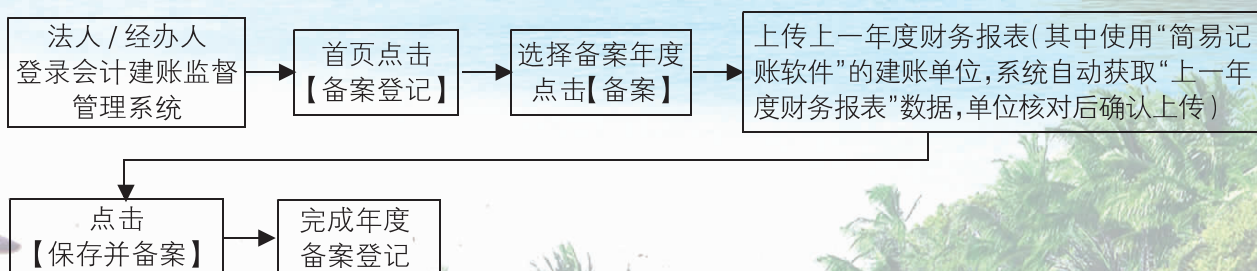 法人/经办人
登录会计建账监督
管理系统
首页点击
【备案登记】
选择备案年度
点击【备案】
上传上一年度财务报表(其中使用“简易记
账软件”的建账单位,系统自动获取“上一年
度财务报表”数据,单位核对后确认上传)
点击
【保存并备案】
完成年度
备案登记